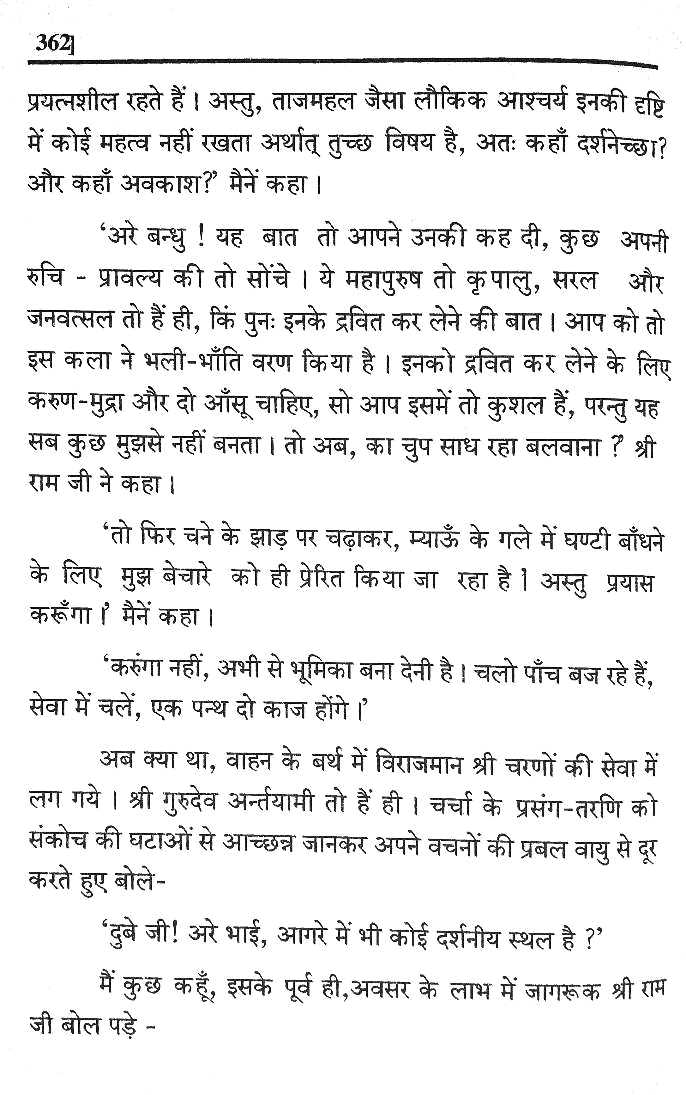 362]
प्रयत्नशील रहते हैं। अस्तु, ताजमहल जैसा लौकिक आश्चर्य इनकी दृष्टि
में कोई महत्व नहीं रखता अर्थात् तुच्छ विषय है, अतः कहाँ दर्शनेच्छा?
और कहाँ अवकाश?' मैनें कहा।
'अरे बन्धु ! यह बात तो आपने उनकी कह दी, कुछ अपनी
रुचि - प्रावल्य की तो सोंचे। ये महापुरुष तो कृपालु, सरल और
जनवत्सल तो हैं ही, किं पुनः इनके द्रवित कर लेने की बात। आप को तो
इस कला ने भली-भाँति वरण किया है। इनको द्रवित कर लेने के लिए
करुण-मुद्रा और दो आँसू चाहिए, सो आप इसमें तो कुशल हैं, परन्तु यह
सब कुछ मुझसे नहीं बनता। तो अब, का चुप साध रहा बलवाना ? श्री
राम जी ने कहा।
'तो फिर चने के झाड़ पर चढ़ाकर, म्याऊँ के गले में घण्टी बाँधने
के लिए मुझ बेचारे को ही प्रेरित किया जा रहा है। अस्तु प्रयास
करूँगा।' मैनें कहा।
'करुंगा नहीं, अभी से भूमिका बना देनी है। चलो पाँच बज रहे हैं,
सेवा में चलें, एक पन्थ दो काज होंगे।'
अब क्या था, वाहन के बर्थ में विराजमान श्री चरणों की सेवा में
लग गये। श्री गुरुदेव अर्न्तयामी तो हैं ही। चर्चा के प्रसंग-तरणि को
संकोच की घटाओं से आच्छन्न जानकर अपने वचनों की प्रबल वायु से दूर
करते हुए बोले-
'दुबे जी! अरे भाई, आगरे में भी कोई दर्शनीय स्थल है ?'
मैं कुछ कहूँ, इसके पूर्व ही,अवसर के लाभ में जागरूक श्री राम
जी बोल पड़े -